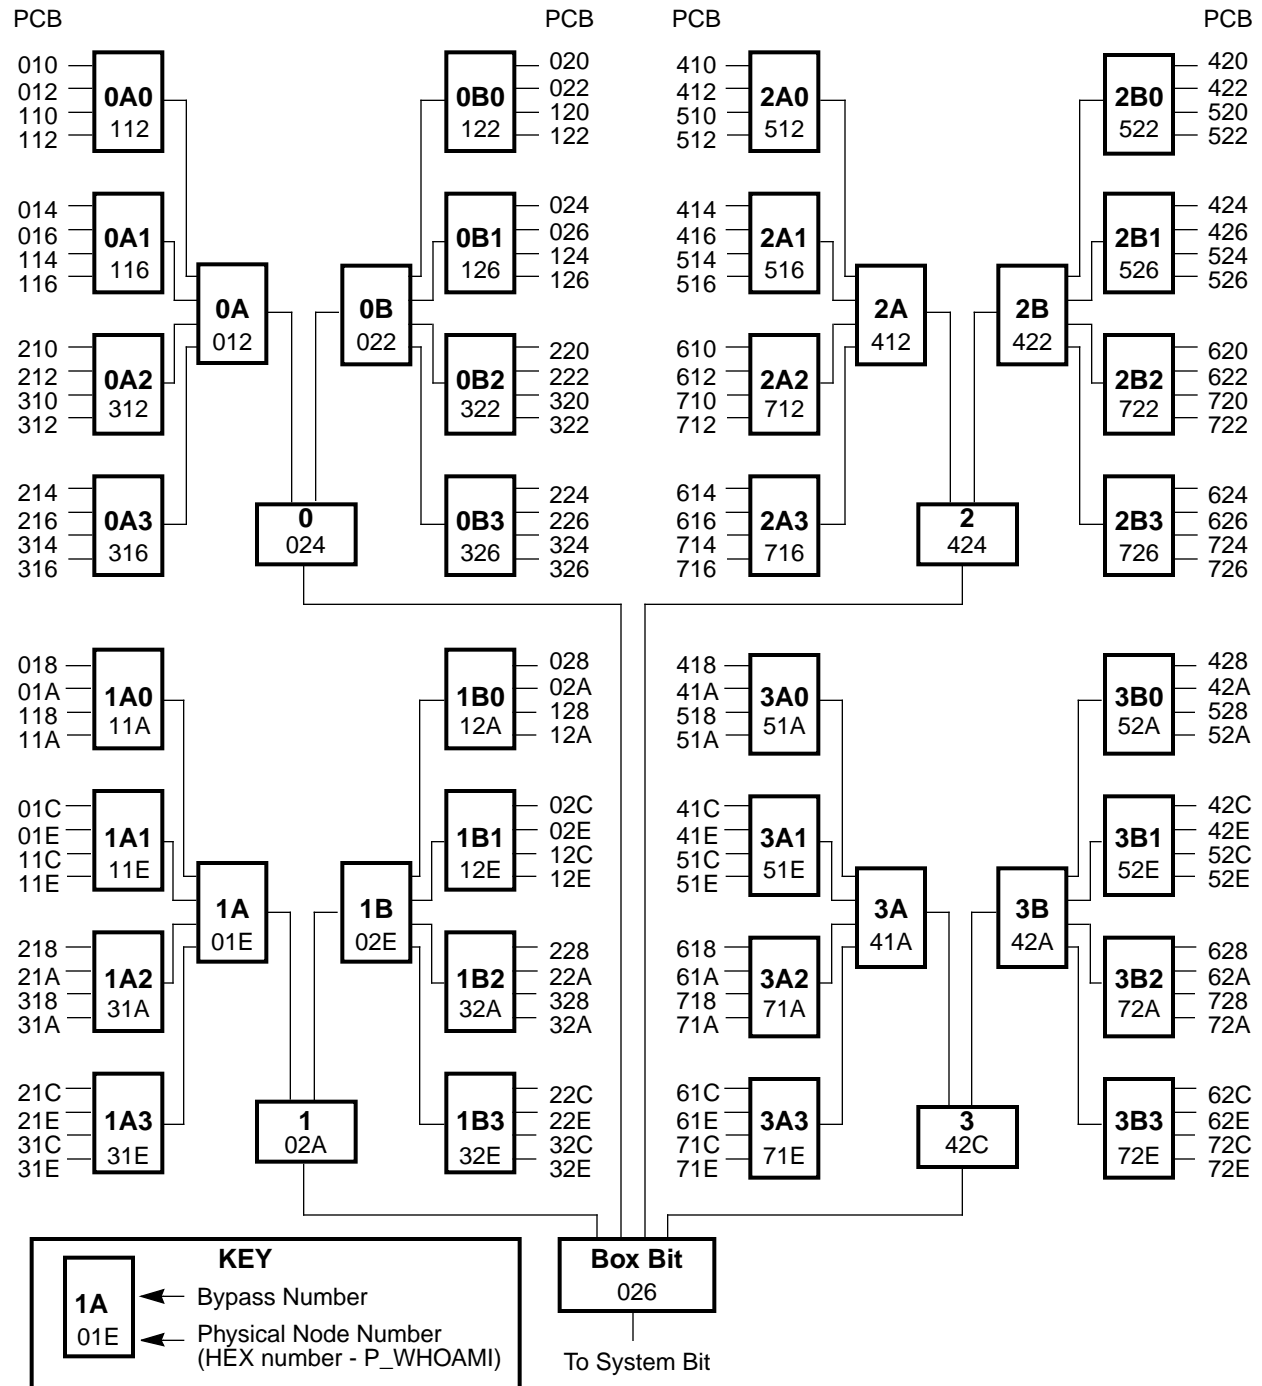 PCB PCB PCB PCB
010 012 110 112
0A0 112
0B0 122
020 022 120 122
410 412 510 512
2A0 512
2B0 522
420 422 520 522
014 016 114 116
0A1 116
0B1 126
024 026 124 126
414 416 514 516
2A1 516
2B1 526
424 426 524 526
0A 012
0B 022
2A 412
2B 422
210 212 310 312
0A2 312
0B2 322
220 222 320 322
610 612 710 712
2A2 712
2B2 722
620 622 720 722
214 216 314 316
0A3 316
0 024
0B3 326
224 226 324 326
614 616 714 716
2A3 716
2 424
2B3 726
624 626 724 726
018 01A 118 11A
1A0 11A
1B0 12A
028 02A 128 12A
418 41A 518 51A
3A0 51A
3B0 52A
428 42A 528 52A
01C 01E 11C 11E
1A1 11E
1B1 12E
02C 02E 12C 12E
41C 41E 51C 51E
3A1 51E
3B1 52E
42C 42E 52C 52E
1A 01E
1B 02E
3A 41A
3B 42A
218 21A 318 31A
1A2 31A
1B2 32A
228 22A 328 32A
618 61A 718 71A
3A2 71A
3B2 72A
628 62A 728 72A
21C 21E 31C 31E
1A3 31E
1 02A
1B3 32E
22C 22E 32C 32E
61C 61E 71C 71E
3A3 71E
3 42C
3B3 72E
62C 62E 72C 72E
KEY
1A
Bypass Number
01E
Physical Node Number
(HEX number - P_WHOAMI)
Box Bit
026
To System Bit